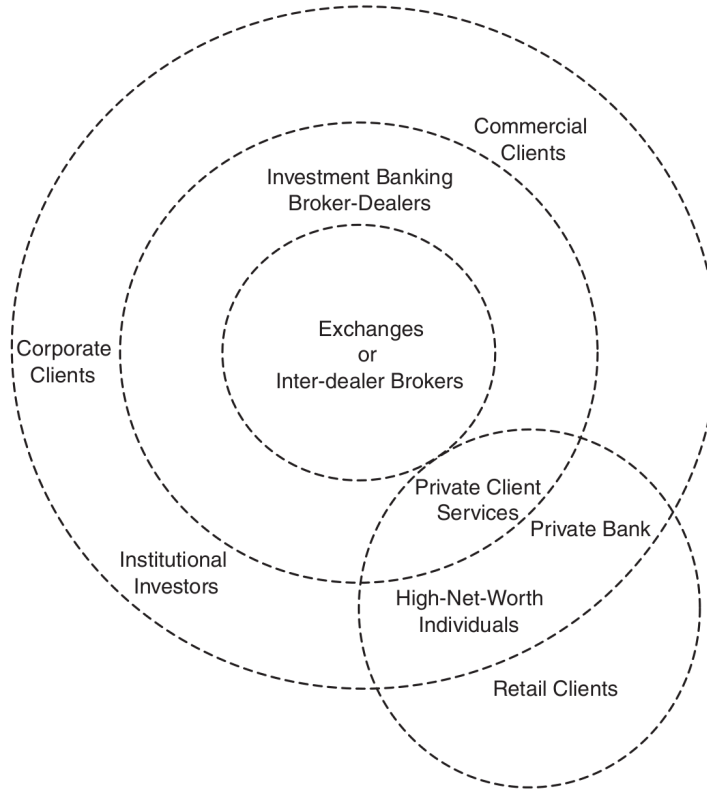 Commercial
Clients
Investment Banking
Broker-Dealers
Exchanges
or
Inter-dealer Brokers
Corporate
Clients
Private Client
Services
Private Bank
Institutional
Investors
High-Net-Worth
Individuals
Retail Clients